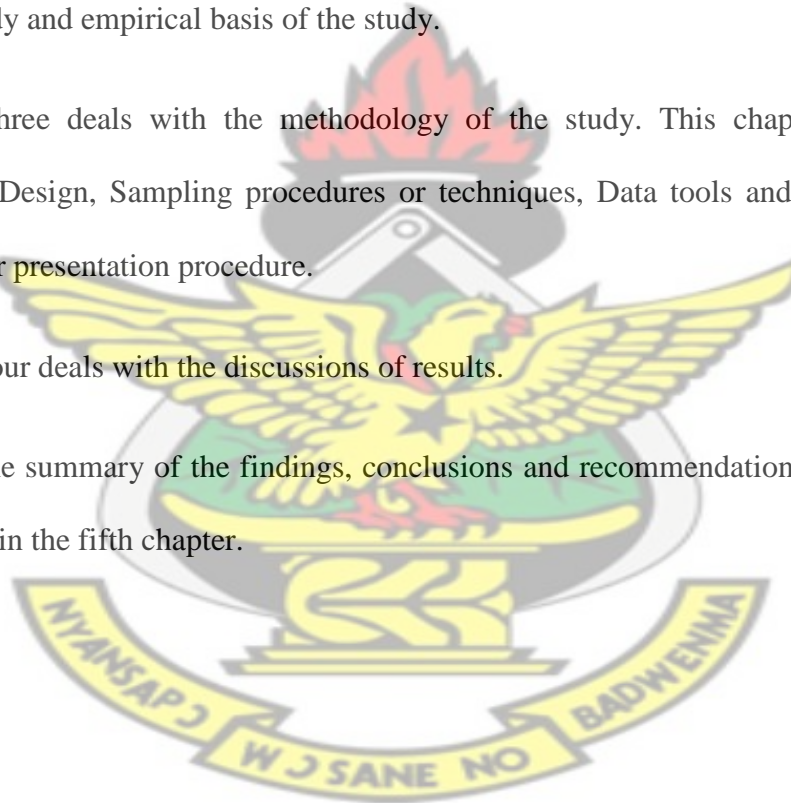 dy and empirical basis of the study.
hree deals with the methodology of the study. This chap
Design, Sampling procedures or techniques, Data tools and
r presentation procedure.
our deals with the discussions of results.
e summary of the findings, conclusions and recommendation
in the fifth chapter.
NYANSAPƆ
WƆSANE NO
BADWENMA